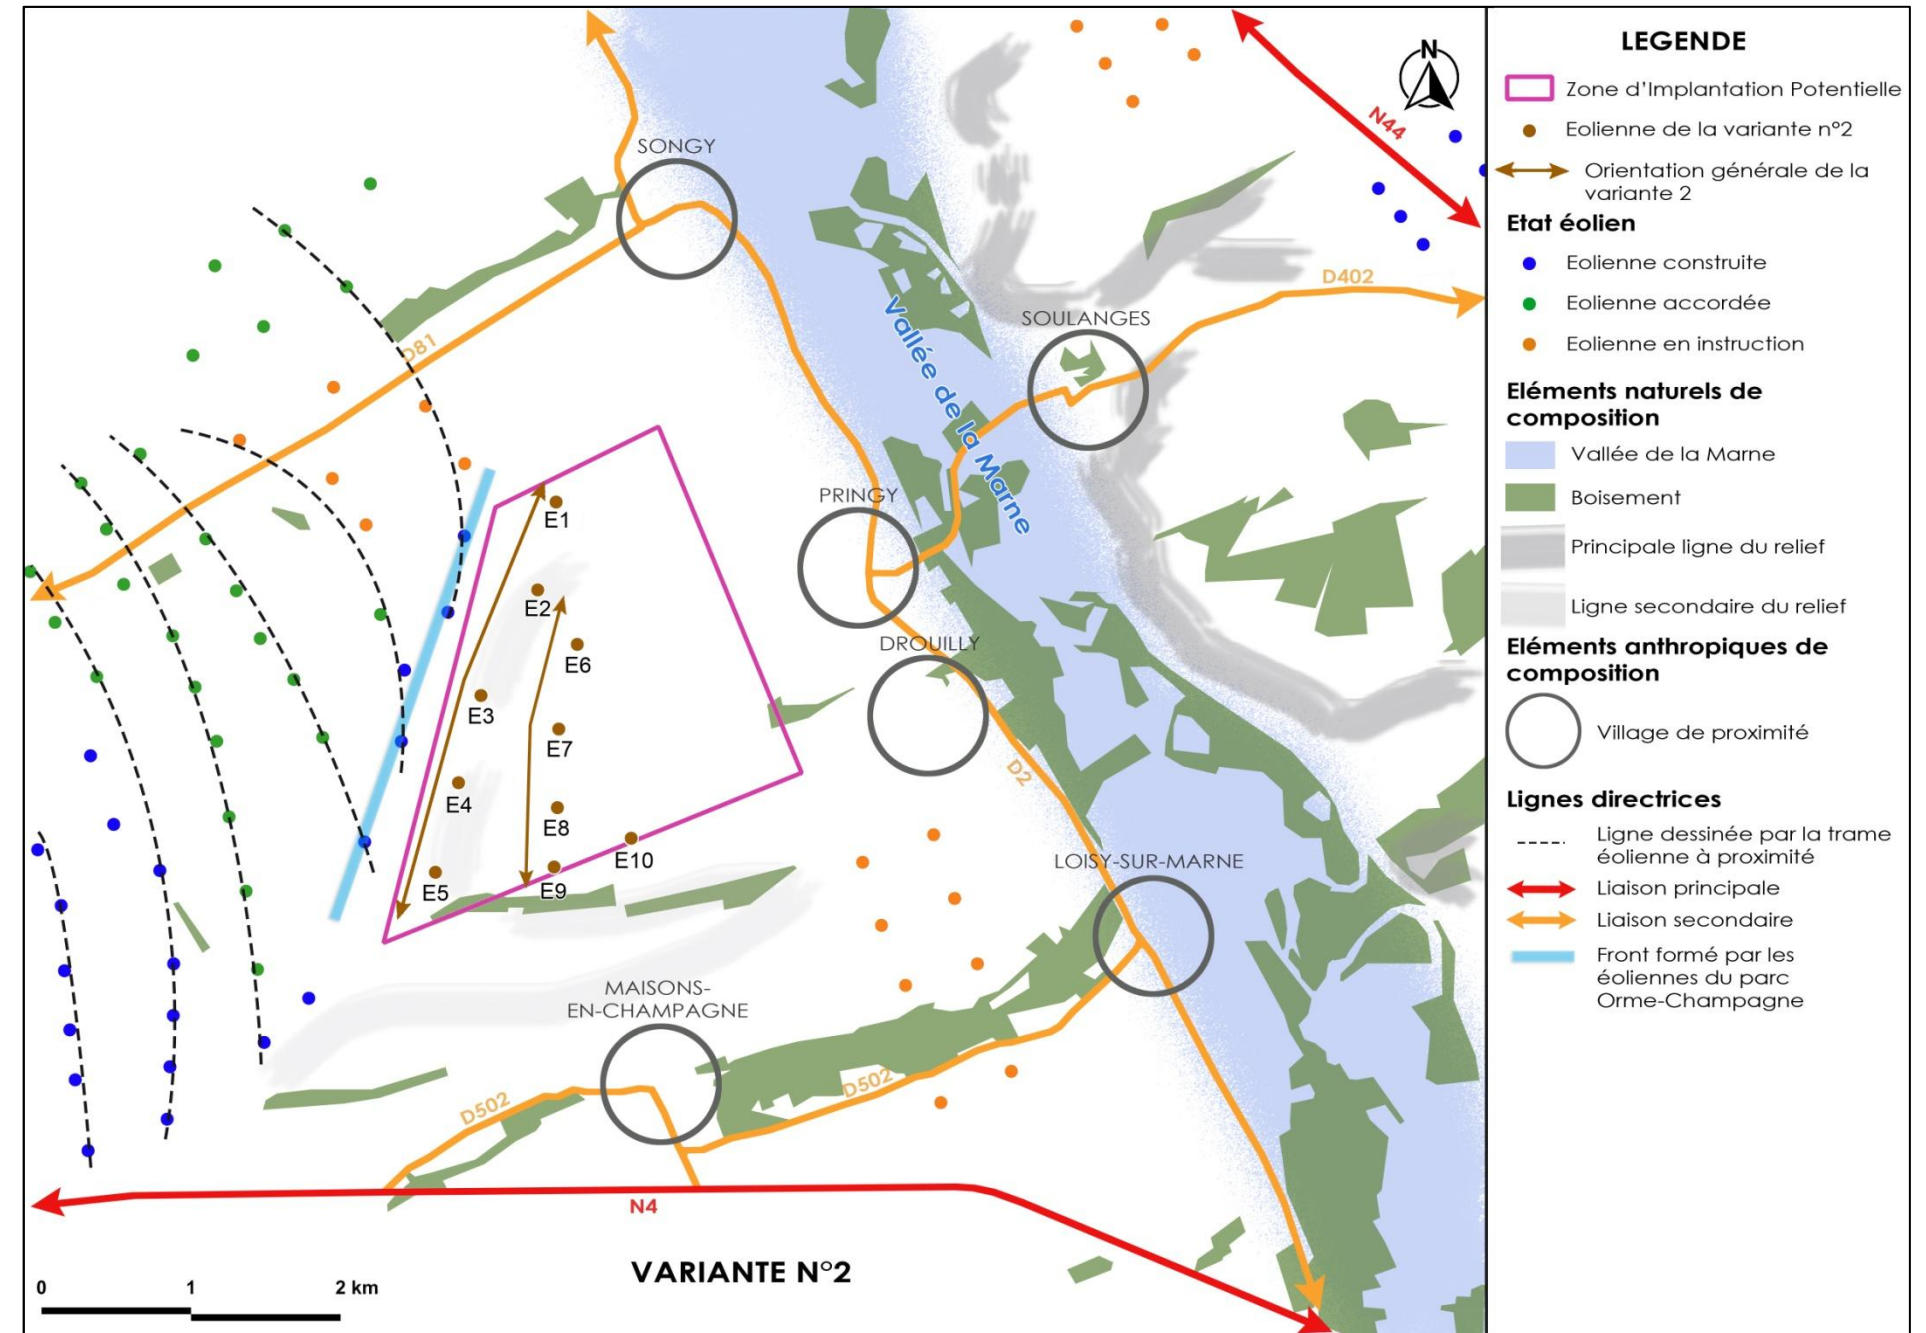 N
N44
SONGY
D402
SOULANGES
D81
Vallée de la Marne
PRINGY
E1
E2
DROUILLY
E6
E3
E7
D2
E4
E8
E10
LOISY-SUR-MARNE
E5
E9
MAISONS-
EN-CHAMPAGNE
D502
D502
N4
VARIANTE N°2
0 1 2 km
LEGENDE
Zone d'Implantation Potentielle
Eolienne de la variante n°2
Orientation générale de la
variante 2
Etat éolien
Eolienne construite
Eolienne accordée
Eolienne en instruction
Eléments naturels de
composition
Vallée de la Marne
Boisement
Principale ligne du relief
Ligne secondaire du relief
Eléments anthropiques de
composition
Village de proximité
Lignes directrices
Ligne dessinée par la trame
éolienne à proximité
Liaison principale
Liaison secondaire
Front formé par les
éoliennes du parc
Orme-Champagne